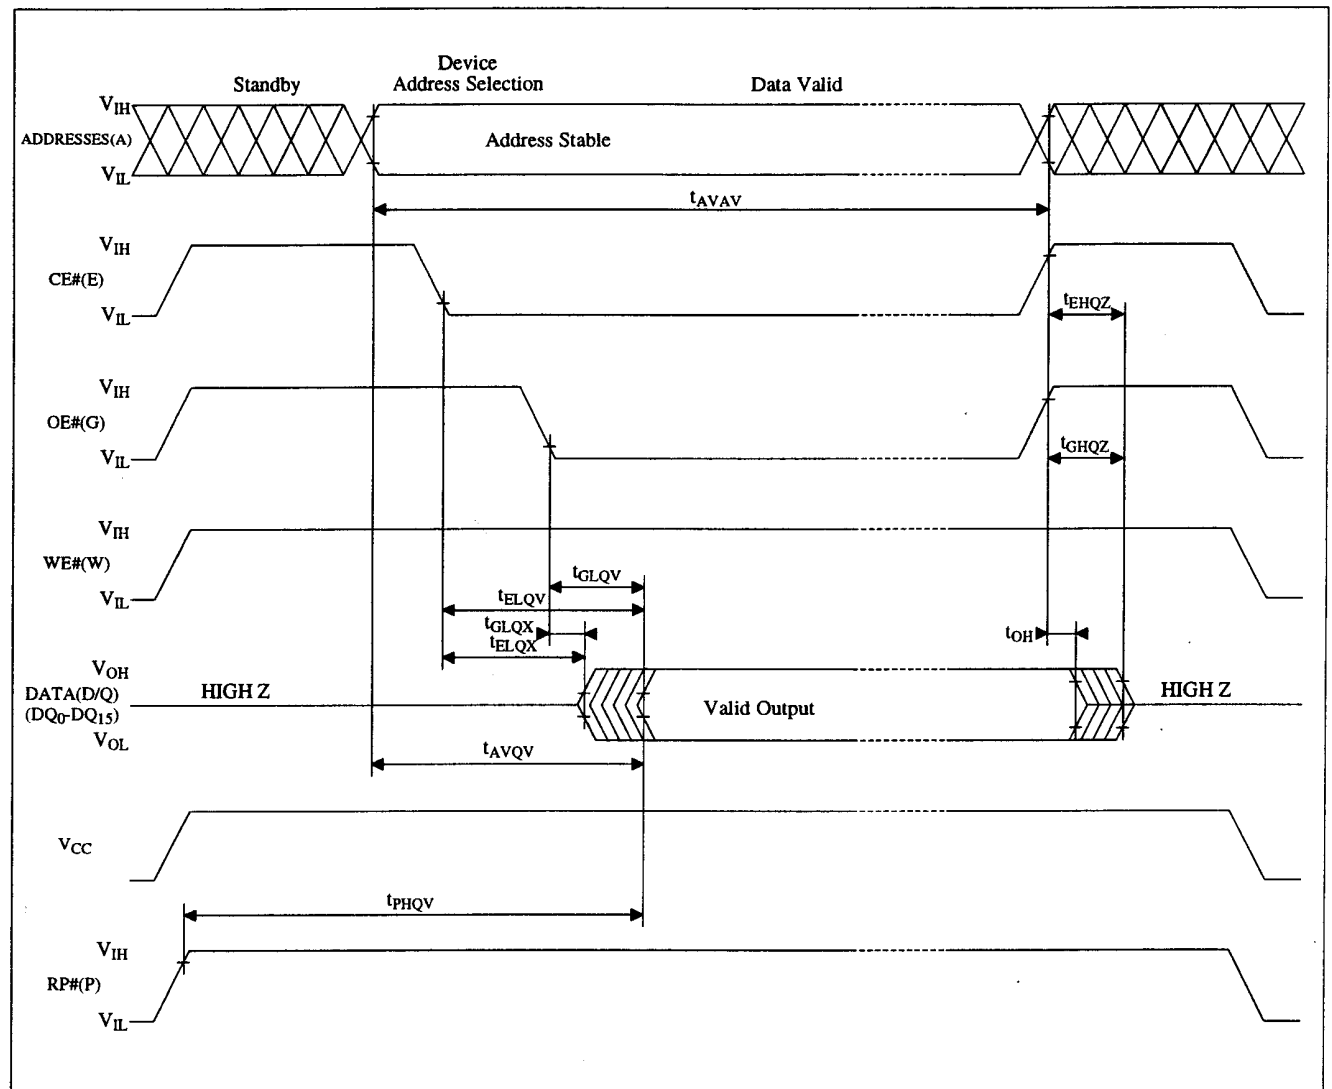 Device
Standby Address Selection Data Valid
VIH
ADDRESSES(A) Address Stable
VIL
tAVAV
VIH
CE#(E)
tEHQZ
VIL
VIH
OE#(G)
tGHQZ
VIL
VIH
WE#(W)
tGLQV
VIL
tELQV
tGLQX
tOH
tELQX
VOH
DATA(D/Q) HIGH Z HIGH Z
(DQ0-DQ15) Valid Output
VOL
tAVQV
VCC
tPHQV
VIH
RP#(P)
VIL